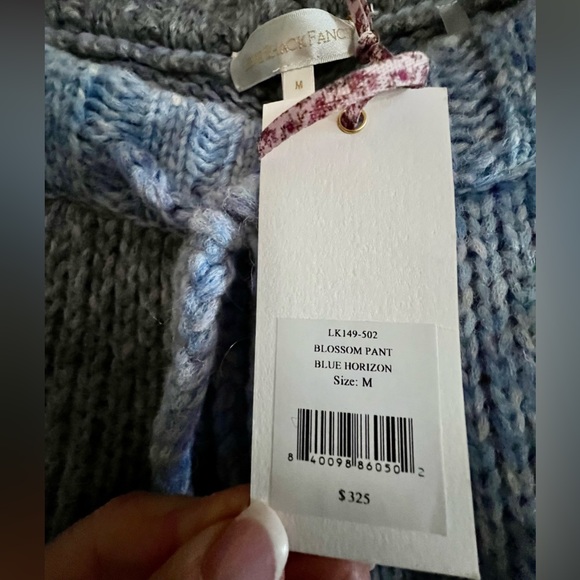 M
LK149-502
BLOSSOM PANT
BLUE HORIZON
Size: M
8 40098 86050 2
$ 325